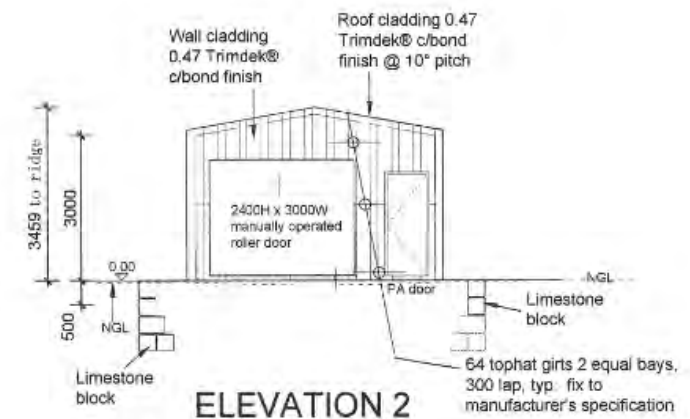 Wall cladding
0.47 Trimdek®
c/bond finish
Roof cladding 0.47
Trimdek® c/bond
finish @ 10° pitch
3459 to ridge
3000
2400H x 3000W
manually operated
roller door
0.00
PA door
NGL
500
NGL
Limestone
block
Limestone
block
64 tophat girts 2 equal bays,
300 lap, typ. fix to
manufacturer's specification
ELEVATION 2